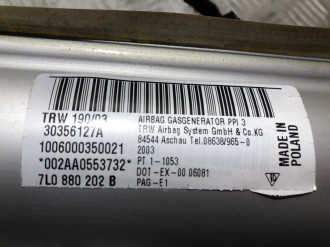 TRW 190/03
30356127A
1006000350021
*002AA0553732*
7L0 880 202 B
AIRBAG GASGENERATOR PPI 3
TRW Airbag System GmbH & Co.KG
84544 Aschau Tel.08638/965-0
2003
PT 1-1053
DOT-EX-00 06081
PAG-E1
MADE IN
POLAND